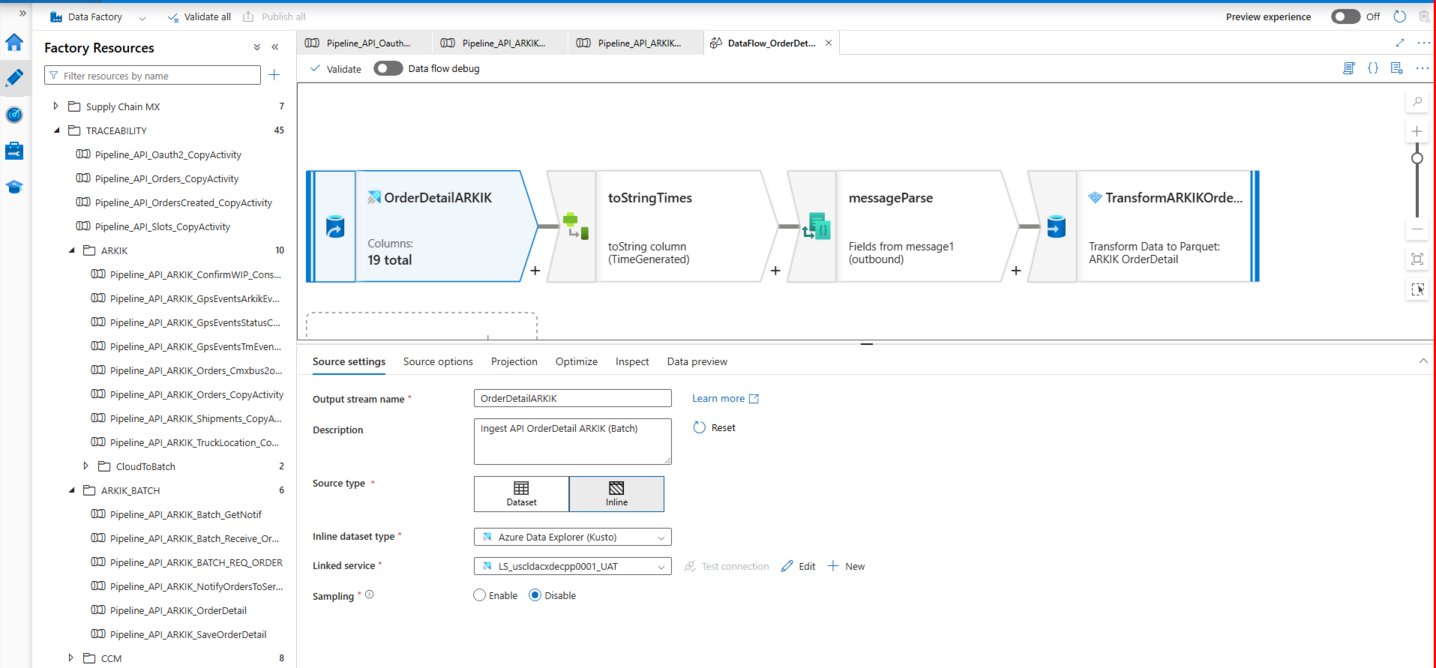 »
Data Factory
Validate all
Publish all
Preview experience
Off
Factory Resources
«
Filter resources by name
Supply Chain MX 7
TRACEABILITY 45
Pipeline_API_Oauth2_CopyActivity
Pipeline_API_Orders_CopyActivity
Pipeline_API_OrdersCreated_CopyActivity
Pipeline_API_Slots_CopyActivity
ARKIK 10
Pipeline_API_ARKIK_ConfirmWIP_Cons...
Pipeline_API_ARKIK_GpsEventsArkikEv...
Pipeline_API_ARKIK_GpsEventsStatusC...
Pipeline_API_ARKIK_GpsEventsTmEven...
Pipeline_API_ARKIK_Orders_Cmxbus2o...
Pipeline_API_ARKIK_Orders_CopyActivity
Pipeline_API_ARKIK_Shipments_CopyA...
Pipeline_API_ARKIK_TruckLocation_Co...
CloudToBatch 2
ARKIK_BATCH 6
Pipeline_API_ARKIK_Batch_GetNotif
Pipeline_API_ARKIK_Batch_Receive_Or...
Pipeline_API_ARKIK_BATCH_REQ_ORDER
Pipeline_API_ARKIK_NotifyOrdersToSer...
Pipeline_API_ARKIK_OrderDetail
Pipeline_API_ARKIK_SaveOrderDetail
CCM 8
Pipeline_API_Oauth...
Pipeline_API_ARKIK...
Pipeline_API_ARKIK...
DataFlow_OrderDet...
Validate
Data flow debug
OrderDetailARKIK
Columns:
19 total
toStringTimes
toString column
(TimeGenerated)
messageParse
Fields from message1
(outbound)
TransformARKIKOrde...
Transform Data to Parquet:
ARKIK OrderDetail
Source settings
Source options
Projection
Optimize
Inspect
Data preview
Output stream name *
OrderDetailARKIK
Learn more
Description
Ingest API OrderDetail ARKIK (Batch)
Reset
Source type *
Dataset
Inline
Inline dataset type *
Azure Data Explorer (Kusto)
Linked service *
LS_uscldacxdecpp0001_UAT
Test connection
Edit
New
Sampling *
Enable
Disable